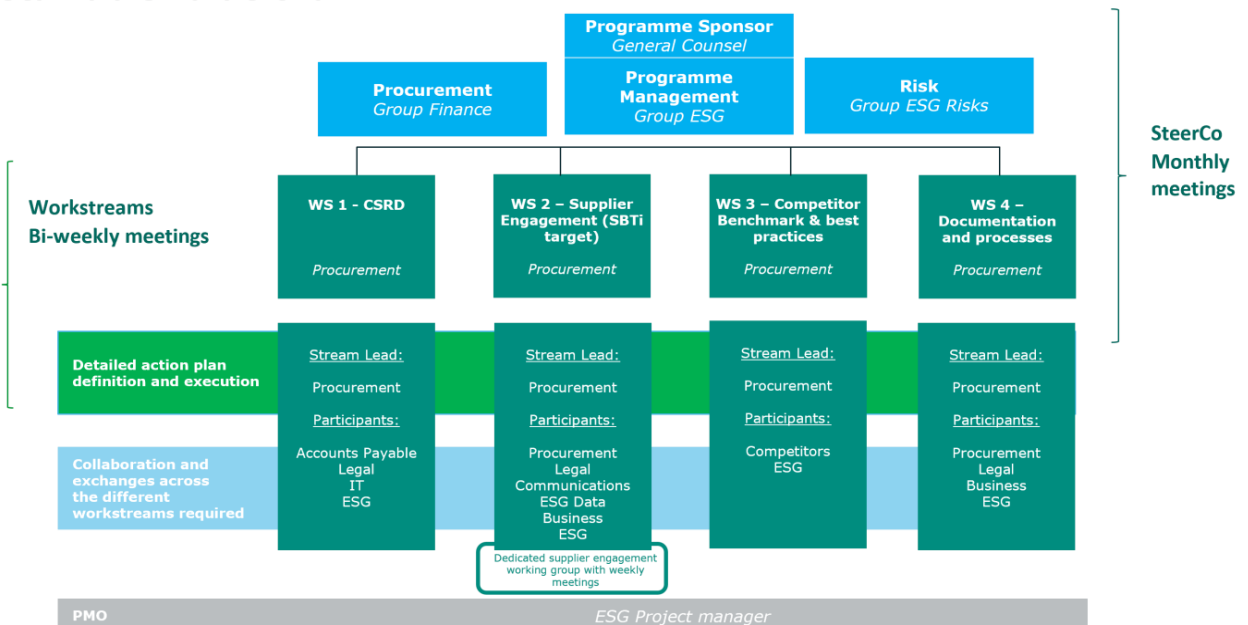 Programme Sponsor
General Counsel
Procurement
Group Finance
Programme
Management
Group ESG
Risk
Group ESG Risks
SteerCo
Monthly
meetings
Workstreams
Bi-weekly meetings
WS 1 - CSRD
Procurement
WS 2 – Supplier
Engagement (SBTi
target)
Procurement
WS 3 – Competitor
Benchmark & best
practices
Procurement
WS 4 –
Documentation
and processes
Procurement
Detailed action plan
definition and execution
Collaboration and
exchanges across
the different
workstreams required
Stream Lead:
Procurement
Participants:
Accounts Payable
Legal
IT
ESG
Stream Lead:
Procurement
Participants:
Procurement
Legal
Communications
ESG Data
Business
ESG
Dedicated supplier engagement
working group with weekly
meetings
Stream Lead:
Procurement
Participants:
Competitors
ESG
Stream Lead:
Procurement
Participants:
Procurement
Legal
Business
ESG
PMO
ESG Project manager